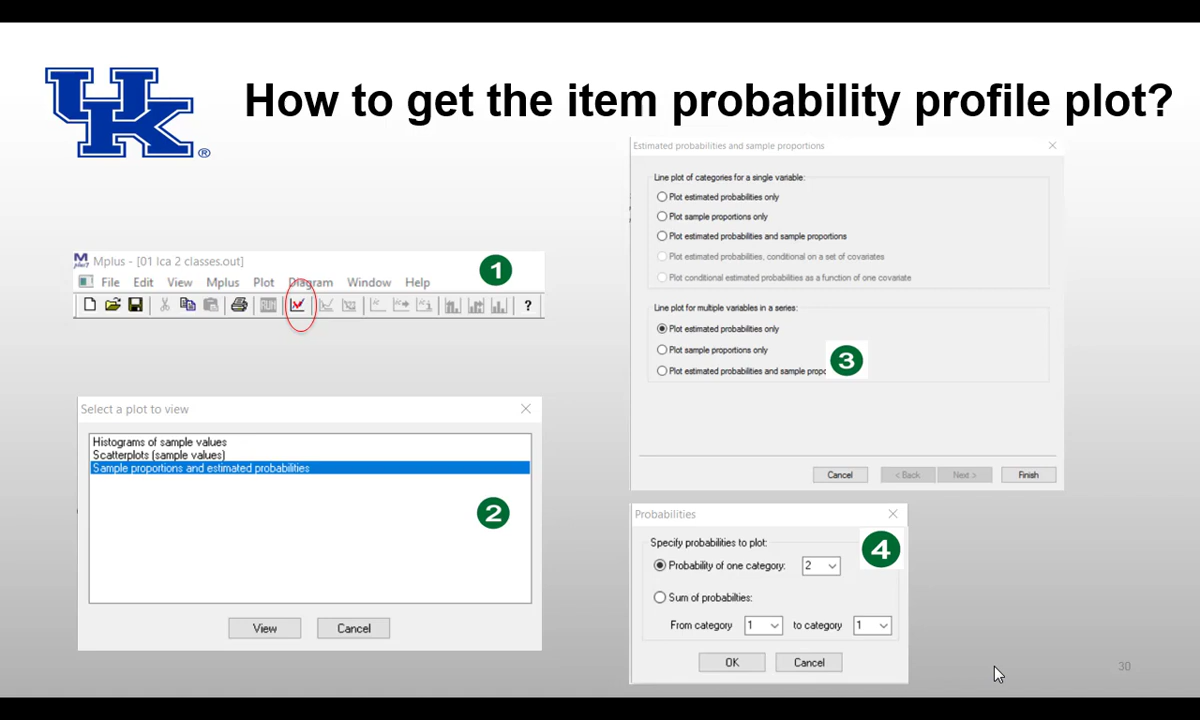 UK®
How to get the item probability profile plot?
Mplus - [01 lca 2 classes.out]
File Edit View Mplus Plot Diagram Window Help
RUN
?
1
Select a plot to view
Histograms of sample values
Scatterplots (sample values)
Sample proportions and estimated probabilities
2
View Cancel
Estimated probabilities and sample proportions
Line plot of categories for a single variable:
Plot estimated probabilities only
Plot sample proportions only
Plot estimated probabilities and sample proportions
Plot estimated probabilities, conditional on a set of covariates
Plot conditional estimated probabilities as a function of one covariate
Line plot for multiple variables in a series:
Plot estimated probabilities only
Plot sample proportions only
Plot estimated probabilities and sample propo
3
Cancel < Back Next > Finish
Probabilities
Specify probabilities to plot:
4
Probability of one category: 2
Sum of probabilties:
From category 1 to category 1
OK Cancel
30